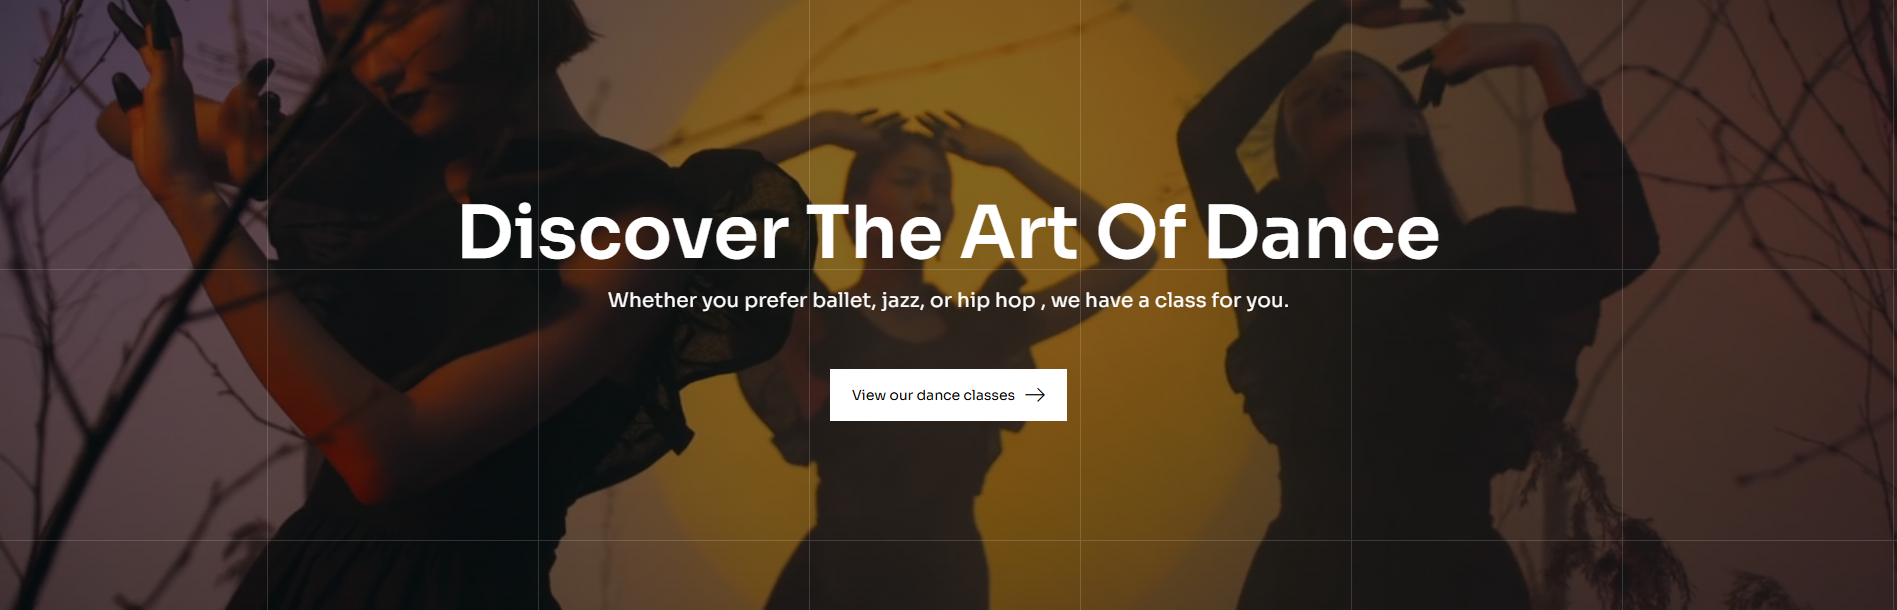 Discover The Art Of Dance
Whether you prefer ballet, jazz, or hip hop , we have a class for you.
View our dance classes